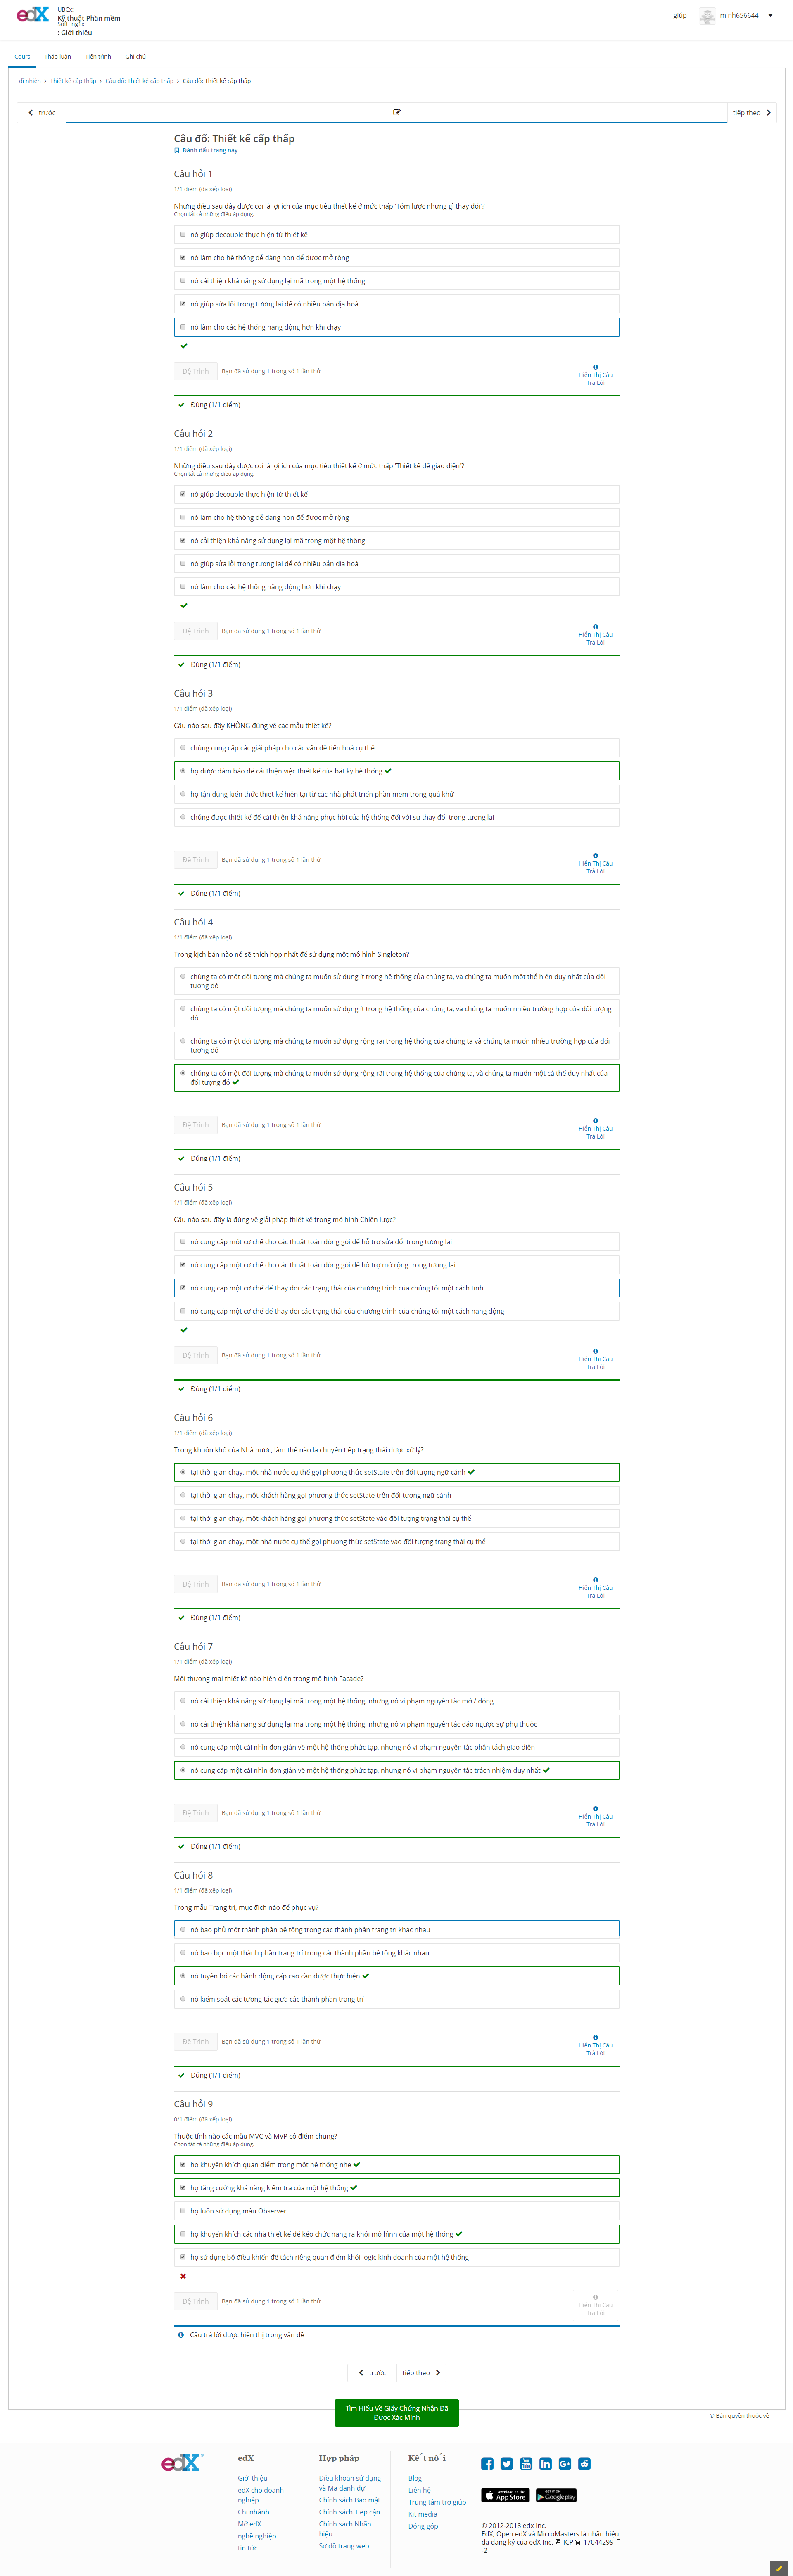 edX
UBCx:
Kỹ thuật Phần mềm
SoftEng1x
: Giới thiệu
giúp
minh656644
Cours
Thảo luận
Tiến trình
Ghi chú
dĩ nhiên › Thiết kế cấp thấp › Câu đố: Thiết kế cấp thấp › Câu đố: Thiết kế cấp thấp
trước
tiếp theo
Câu đố: Thiết kế cấp thấp
Đánh dấu trang này
Câu hỏi 1
1/1 điểm (đã xếp loại)
Những điều sau đây được coi là lợi ích của mục tiêu thiết kế ở mức thấp 'Tóm lược những gì thay đổi'?
Chọn tất cả những điều áp dụng.
nó giúp decouple thực hiện từ thiết kế
nó làm cho hệ thống dễ dàng hơn để được mở rộng
nó cải thiện khả năng sử dụng lại mã trong một hệ thống
nó giúp sửa lỗi trong tương lai để có nhiều bản địa hoá
nó làm cho các hệ thống năng động hơn khi chạy
Đệ Trình
Bạn đã sử dụng 1 trong số 1 lần thử
Hiển Thị Câu
Trả Lời
Đúng (1/1 điểm)
Câu hỏi 2
1/1 điểm (đã xếp loại)
Những điều sau đây được coi là lợi ích của mục tiêu thiết kế ở mức thấp 'Thiết kế để giao diện'?
Chọn tất cả những điều áp dụng.
nó giúp decouple thực hiện từ thiết kế
nó làm cho hệ thống dễ dàng hơn để được mở rộng
nó cải thiện khả năng sử dụng lại mã trong một hệ thống
nó giúp sửa lỗi trong tương lai để có nhiều bản địa hoá
nó làm cho các hệ thống năng động hơn khi chạy
Đệ Trình
Bạn đã sử dụng 1 trong số 1 lần thử
Hiển Thị Câu
Trả Lời
Đúng (1/1 điểm)
Câu hỏi 3
1/1 điểm (đã xếp loại)
Câu nào sau đây KHÔNG đúng về các mẫu thiết kế?
chúng cung cấp các giải pháp cho các vấn đề tiến hoá cụ thể
họ được đảm bảo để cải thiện việc thiết kế của bất kỳ hệ thống
họ tận dụng kiến thức thiết kế hiện tại từ các nhà phát triển phần mềm trong quá khứ
chúng được thiết kế để cải thiện khả năng phục hồi của hệ thống đối với sự thay đổi trong tương lai
Đệ Trình
Bạn đã sử dụng 1 trong số 1 lần thử
Hiển Thị Câu
Trả Lời
Đúng (1/1 điểm)
Câu hỏi 4
1/1 điểm (đã xếp loại)
Trong kịch bản nào nó sẽ thích hợp nhất để sử dụng một mô hình Singleton?
chúng ta có một đối tượng mà chúng ta muốn sử dụng ít trong hệ thống của chúng ta, và chúng ta muốn một thể hiện duy nhất của đối
tượng đó
chúng ta có một đối tượng mà chúng ta muốn sử dụng ít trong hệ thống của chúng ta, và chúng ta muốn nhiều trường hợp của đối tượng
đó
chúng ta có một đối tượng mà chúng ta muốn sử dụng rộng rãi trong hệ thống của chúng ta và chúng ta muốn nhiều trường hợp của đối
tượng đó
chúng ta có một đối tượng mà chúng ta muốn sử dụng rộng rãi trong hệ thống của chúng ta, và chúng ta muốn một cá thể duy nhất của
đối tượng đó
Đệ Trình
Bạn đã sử dụng 1 trong số 1 lần thử
Hiển Thị Câu
Trả Lời
Đúng (1/1 điểm)
Câu hỏi 5
1/1 điểm (đã xếp loại)
Câu nào sau đây là đúng về giải pháp thiết kế trong mô hình Chiến lược?
nó cung cấp một cơ chế cho các thuật toán đóng gói để hỗ trợ sửa đổi trong tương lai
nó cung cấp một cơ chế cho các thuật toán đóng gói để hỗ trợ mở rộng trong tương lai
nó cung cấp một cơ chế để thay đổi các trạng thái của chương trình của chúng tôi một cách tĩnh
nó cung cấp một cơ chế để thay đổi các trạng thái của chương trình của chúng tôi một cách năng động
Đệ Trình
Bạn đã sử dụng 1 trong số 1 lần thử
Hiển Thị Câu
Trả Lời
Đúng (1/1 điểm)
Câu hỏi 6
1/1 điểm (đã xếp loại)
Trong khuôn khổ của Nhà nước, làm thế nào là chuyển tiếp trạng thái được xử lý?
tại thời gian chạy, một nhà nước cụ thể gọi phương thức setState trên đối tượng ngữ cảnh
tại thời gian chạy, một khách hàng gọi phương thức setState trên đối tượng ngữ cảnh
tại thời gian chạy, một khách hàng gọi phương thức setState vào đối tượng trạng thái cụ thể
tại thời gian chạy, một nhà nước cụ thể gọi phương thức setState vào đối tượng trạng thái cụ thể
Đệ Trình
Bạn đã sử dụng 1 trong số 1 lần thử
Hiển Thị Câu
Trả Lời
Đúng (1/1 điểm)
Câu hỏi 7
1/1 điểm (đã xếp loại)
Mối thương mại thiết kế nào hiện diện trong mô hình Facade?
nó cải thiện khả năng sử dụng lại mã trong một hệ thống, nhưng nó vi phạm nguyên tắc mở / đóng
nó cải thiện khả năng sử dụng lại mã trong một hệ thống, nhưng nó vi phạm nguyên tắc đảo ngược sự phụ thuộc
nó cung cấp một cái nhìn đơn giản về một hệ thống phức tạp, nhưng nó vi phạm nguyên tắc phân tách giao diện
nó cung cấp một cái nhìn đơn giản về một hệ thống phức tạp, nhưng nó vi phạm nguyên tắc trách nhiệm duy nhất
Đệ Trình
Bạn đã sử dụng 1 trong số 1 lần thử
Hiển Thị Câu
Trả Lời
Đúng (1/1 điểm)
Câu hỏi 8
1/1 điểm (đã xếp loại)
Trong mẫu Trang trí, mục đích nào để phục vụ?
nó bao phủ một thành phần bê tông trong các thành phần trang trí khác nhau
nó bao bọc một thành phần trang trí trong các thành phần bê tông khác nhau
nó tuyên bố các hành động cấp cao cần được thực hiện
nó kiểm soát các tương tác giữa các thành phần trang trí
Đệ Trình
Bạn đã sử dụng 1 trong số 1 lần thử
Hiển Thị Câu
Trả Lời
Đúng (1/1 điểm)
Câu hỏi 9
0/1 điểm (đã xếp loại)
Thuộc tính nào các mẫu MVC và MVP có điểm chung?
Chọn tất cả những điều áp dụng.
họ khuyến khích quan điểm trong một hệ thống nhẹ
họ tăng cường khả năng kiểm tra của một hệ thống
họ luôn sử dụng mẫu Observer
họ khuyến khích các nhà thiết kế để kéo chức năng ra khỏi mô hình của một hệ thống
họ sử dụng bộ điều khiển để tách riêng quan điểm khỏi logic kinh doanh của một hệ thống
Đệ Trình
Bạn đã sử dụng 1 trong số 1 lần thử
Hiển Thị Câu
Trả Lời
Câu trả lời được hiển thị trong vấn đề
trước
tiếp theo
Tìm Hiểu Về Giấy Chứng Nhận Đã
Được Xác Minh
© Bản quyền thuộc về
edX
edX
Giới thiệu
edX cho doanh
nghiệp
Chi nhánh
Mở edX
nghề nghiệp
tin tức
Hợp pháp
Điều khoản sử dụng
và Mã danh dự
Chính sách Bảo mật
Chính sách Tiếp cận
Chính sách Nhãn
hiệu
Sơ đồ trang web
Kết nối
Blog
Liên hệ
Trung tâm trợ giúp
Kit media
Đóng góp
Download on the
App Store
GET IT ON
Google play
© 2012-2018 edx Inc.
EdX, Open edX và MicroMasters là nhãn hiệu
đã đăng ký của edX Inc. 粤 ICP 备 17044299 号
-2